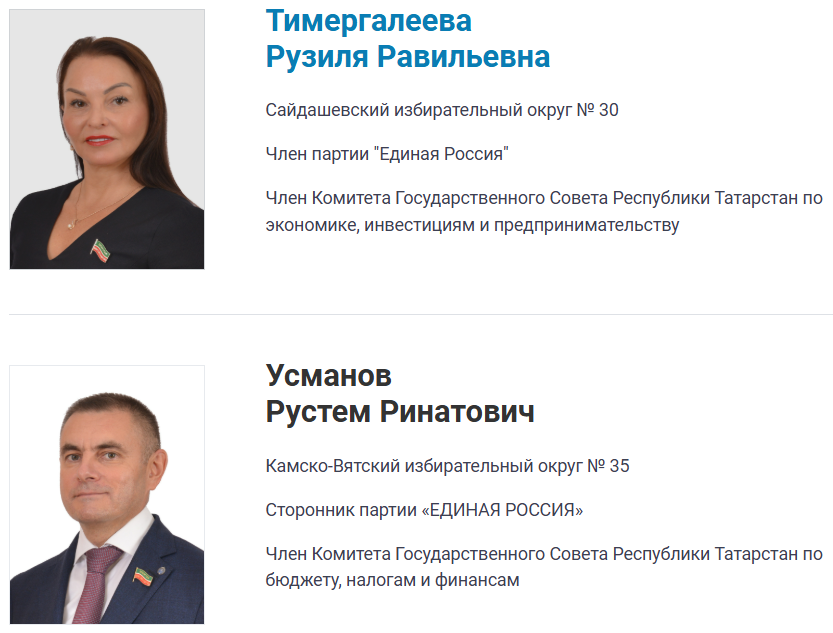 Тимергалеева
Рузиля Равильевна
Сайдашевский избирательный округ № 30
Член партии "Единая Россия"
Член Комитета Государственного Совета Республики Татарстан по
экономике, инвестициям и предпринимательству
Усманов
Рустем Ринатович
Камско-Вятский избирательный округ № 35
Сторонник партии «ЕДИНАЯ РОССИЯ»
Член Комитета Государственного Совета Республики Татарстан по
бюджету, налогам и финансам